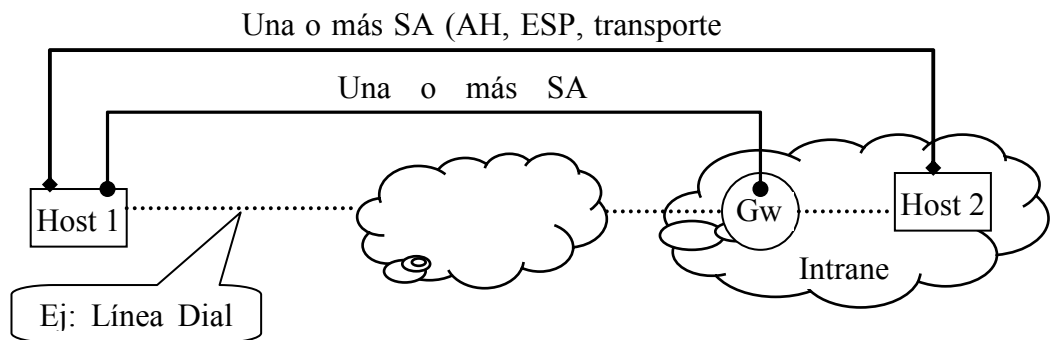 Una o más SA (AH, ESP, transporte
Una o más SA
Host 1
Gw
Host 2
Intrane
Ej: Línea Dial